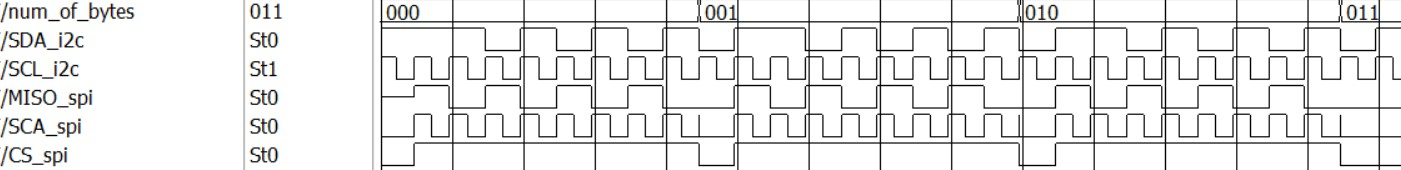 /num_of_bytes 011 000 001 010 011
/SDA_i2c St0
/SCL_i2c St1
/MISO_spi St0
/SCA_spi St0
/CS_spi St0